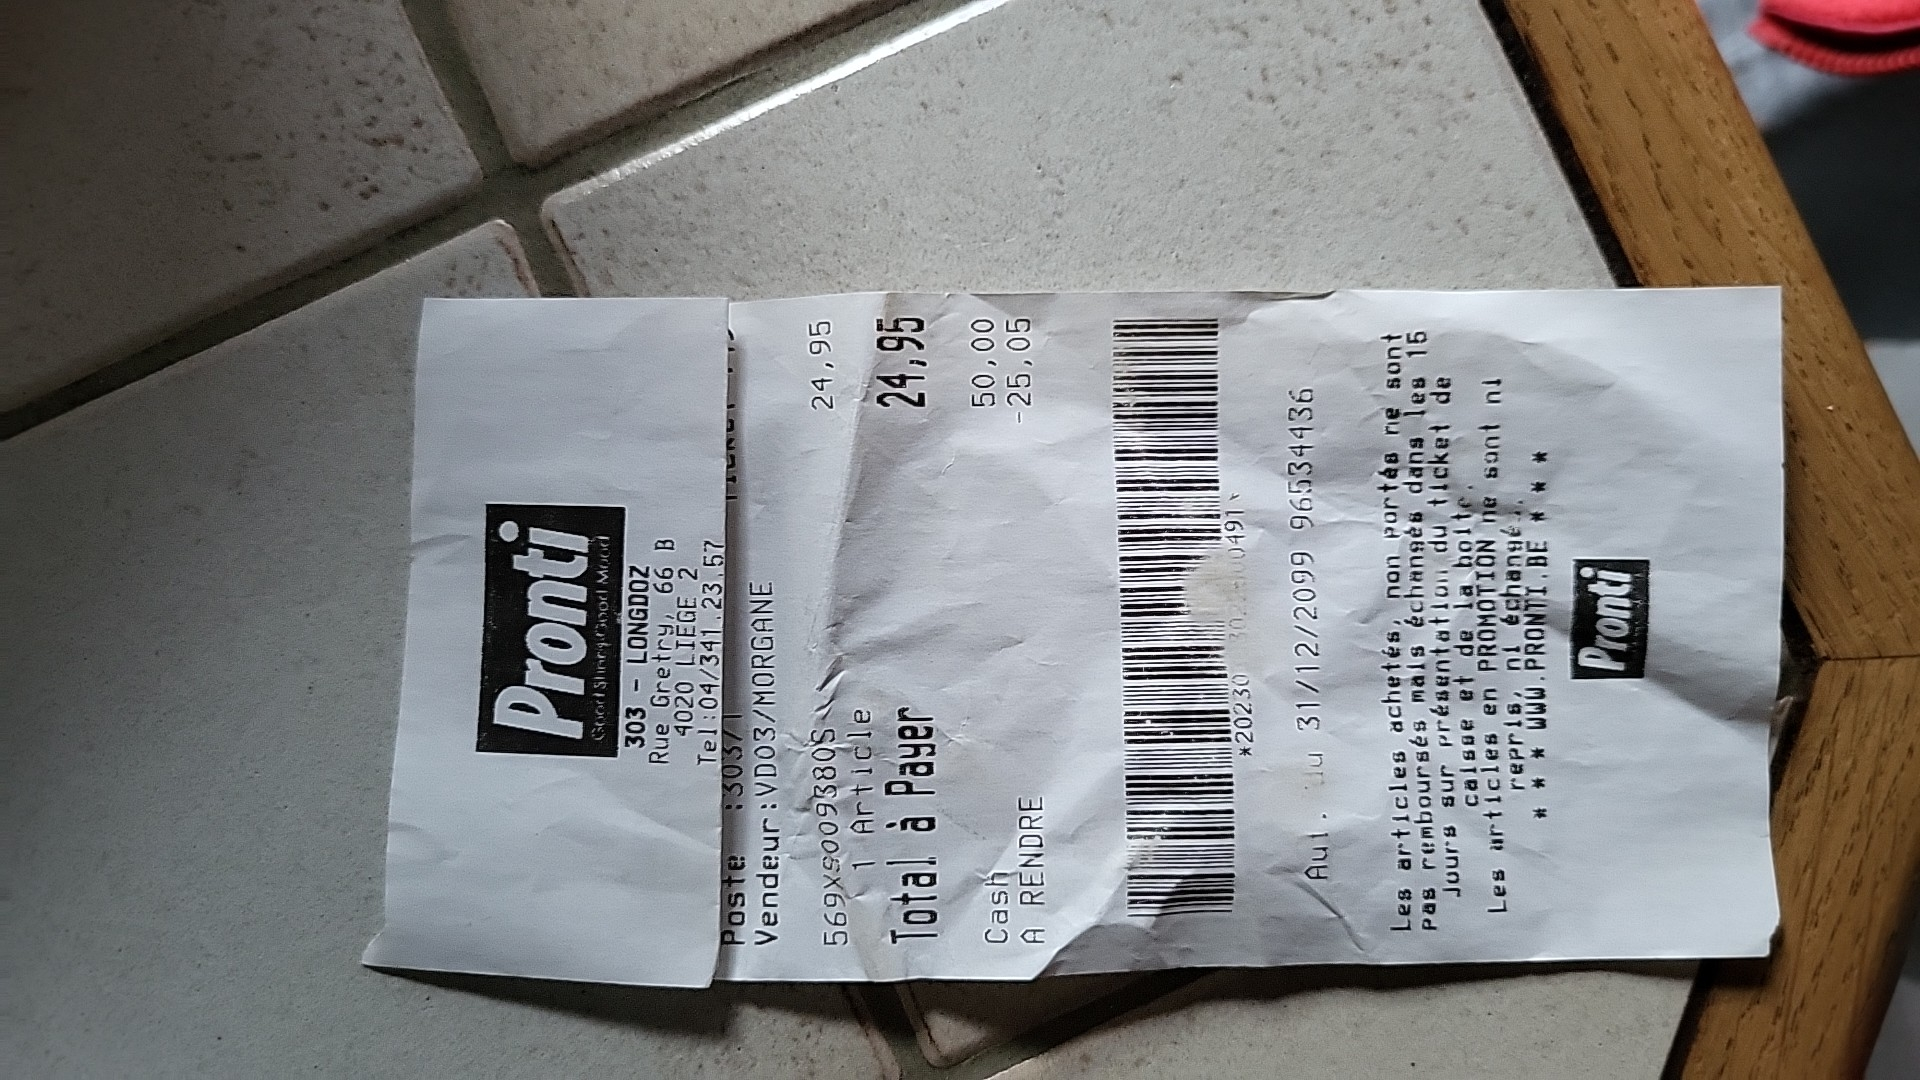 Pronti
Good Shoes, Good Mood
303 - LONGDOZ
Rue Gretry, 66 B
4020 LIEGE 2
Tel:04/341.23.57
Poste :303/1
Vendeur:VD03/MORGANE
24,95
1 Article
Total à Payer 24,95
Cash 50,00
A RENDRE -25,05
Aut. du 31/12/2099 96534436
Les articles achetés, non portés ne sont
pas remboursés mais échangés dans les 15
jours sur présentation du ticket de
caisse et de la boîte.
Les articles en PROMOTION ne sont ni
repris, ni échangés.
* * * * WWW.PRONTI.BE * * * *
Pronti